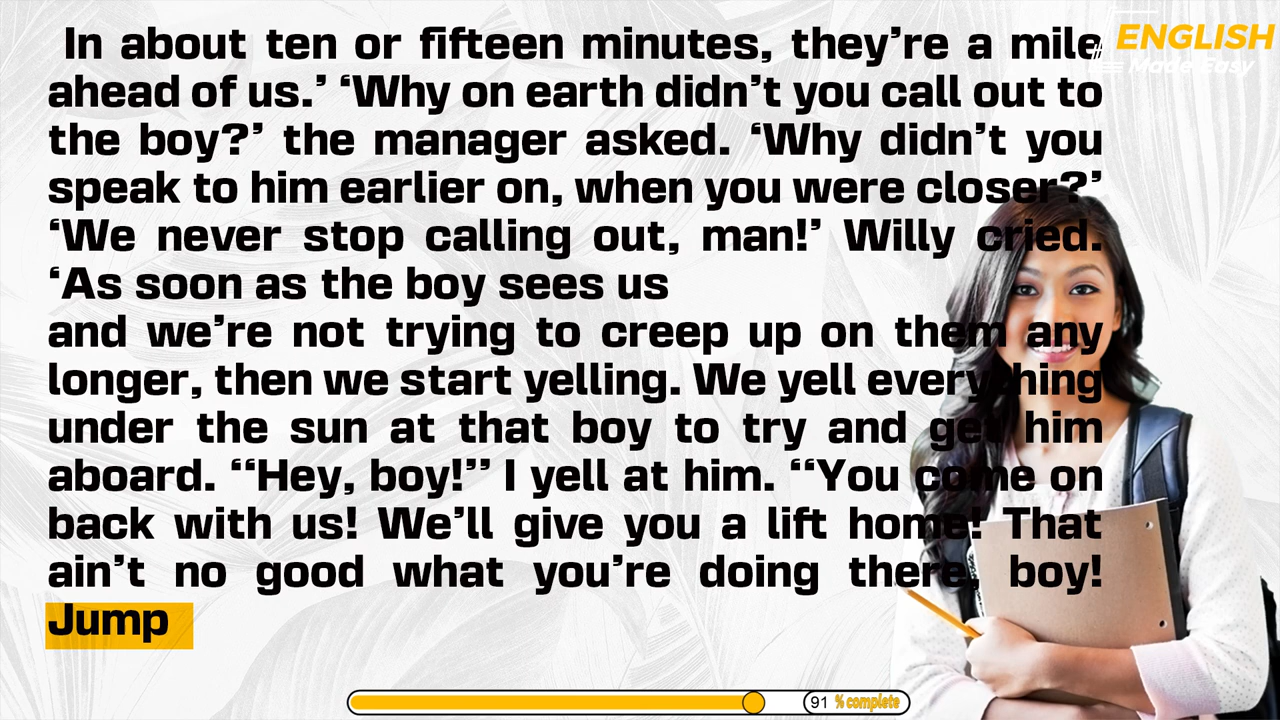 In about ten or fifteen minutes, they’re a mile
ahead of us.’ ‘Why on earth didn’t you call out to
the boy?’ the manager asked. ‘Why didn’t you
speak to him earlier on, when you were closer?’
‘We never stop calling out, man!’ Willy cried.
‘As soon as the boy sees us
and we’re not trying to creep up on them any
longer, then we start yelling. We yell everything
under the sun at that boy to try and get him
aboard. “Hey, boy!” I yell at him. “You come on
back with us! We’ll give you a lift home! That
ain’t no good what you’re doing there, boy!
Jump
# ENGLISH
Made Easy
91 % complete